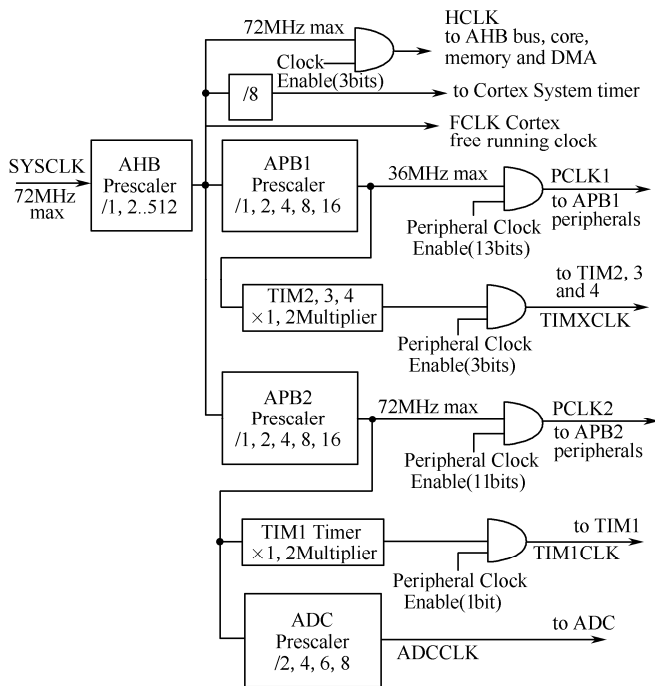 72MHz max
Clock
Enable(3bits)
HCLK
to AHB bus, core,
memory and DMA
/8
to Cortex System timer
FCLK Cortex
free running clock
SYSCLK
72MHz
max
AHB
Prescaler
/1, 2..512
APB1
Prescaler
/1, 2, 4, 8, 16
36MHz max
Peripheral Clock
Enable(13bits)
PCLK1
to APB1
peripherals
TIM2, 3, 4
×1, 2Multiplier
Peripheral Clock
Enable(3bits)
to TIM2, 3
and 4
TIMXCLK
APB2
Prescaler
/1, 2, 4, 8, 16
72MHz max
Peripheral Clock
Enable(11bits)
PCLK2
to APB2
peripherals
TIM1 Timer
×1, 2Multiplier
Peripheral Clock
Enable(1bit)
to TIM1
TIM1CLK
ADC
Prescaler
/2, 4, 6, 8
to ADC
ADCCLK